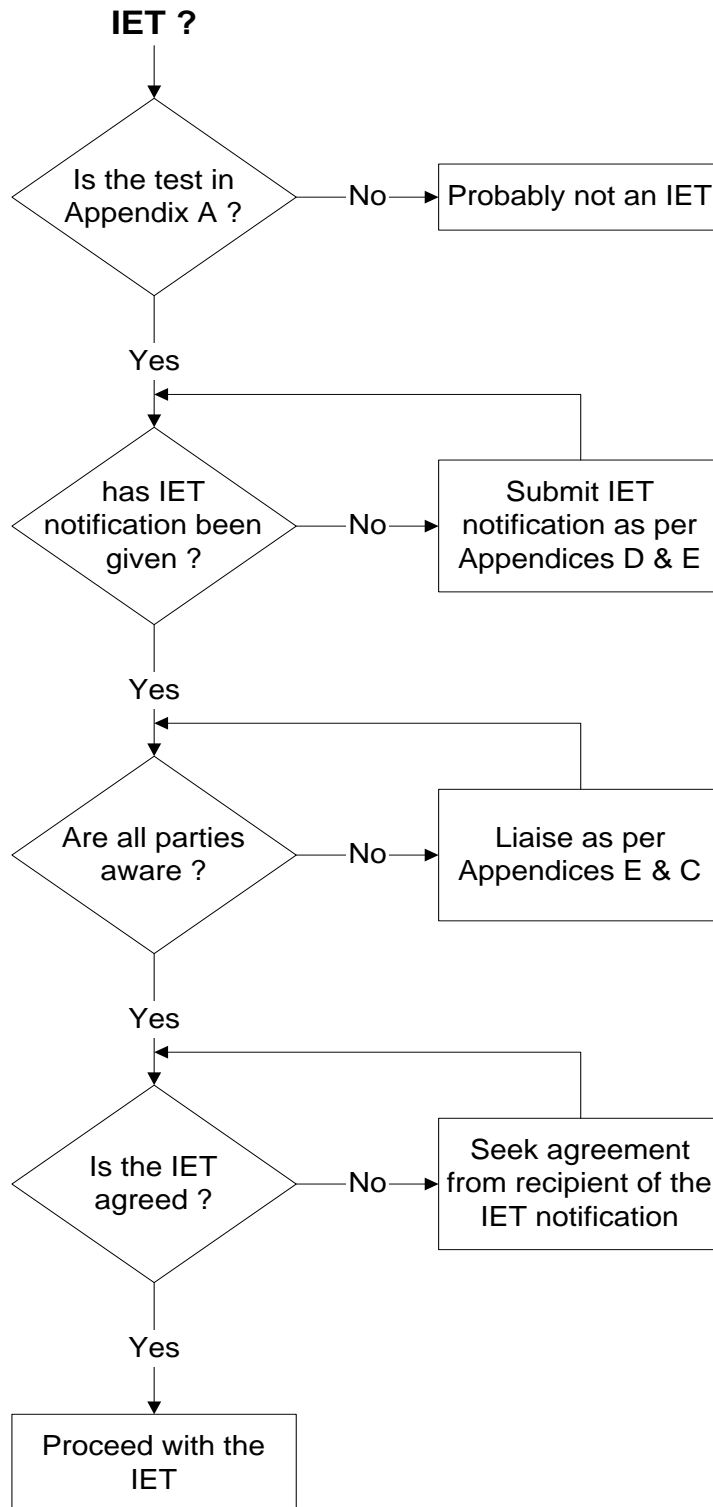 IET ?
Is the test in
Appendix A ?
No
Probably not an IET
Yes
has IET
notification been
given ?
No
Submit IET
notification as per
Appendices D & E
Yes
Are all parties
aware ?
No
Liaise as per
Appendices E & C
Yes
Is the IET
agreed ?
No
Seek agreement
from recipient of the
IET notification
Yes
Proceed with the
IET